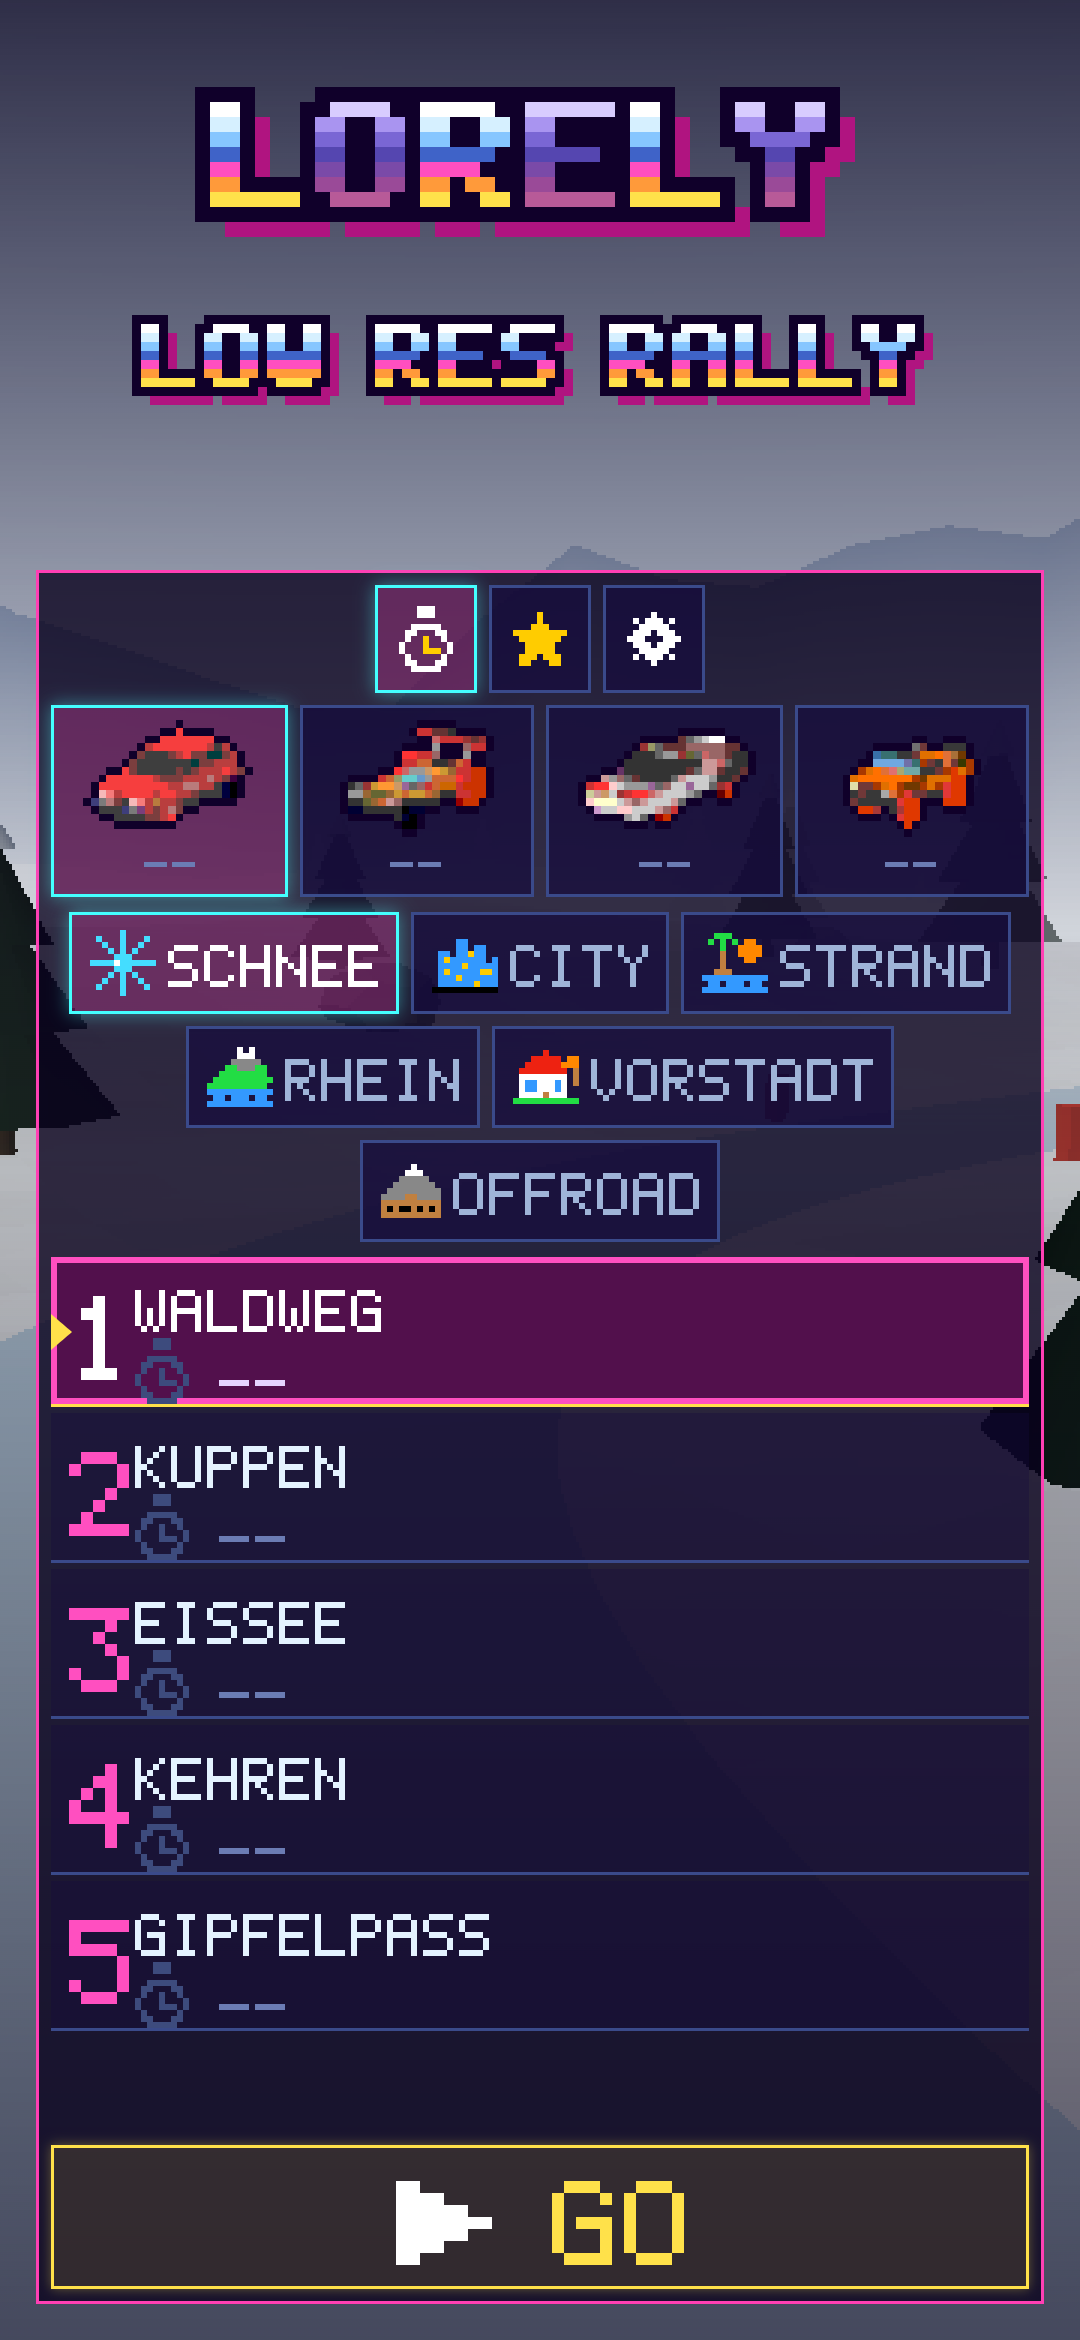 LORELY
LOW RES RALLY
-- -- -- --
SCHNEE CITY STRAND
RHEIN VORSTADT
OFFROAD
1 WALDWEG
--
2 KUPPEN
--
3 EISSEE
--
4 KEHREN
--
5 GIPFELPASS
--
GO